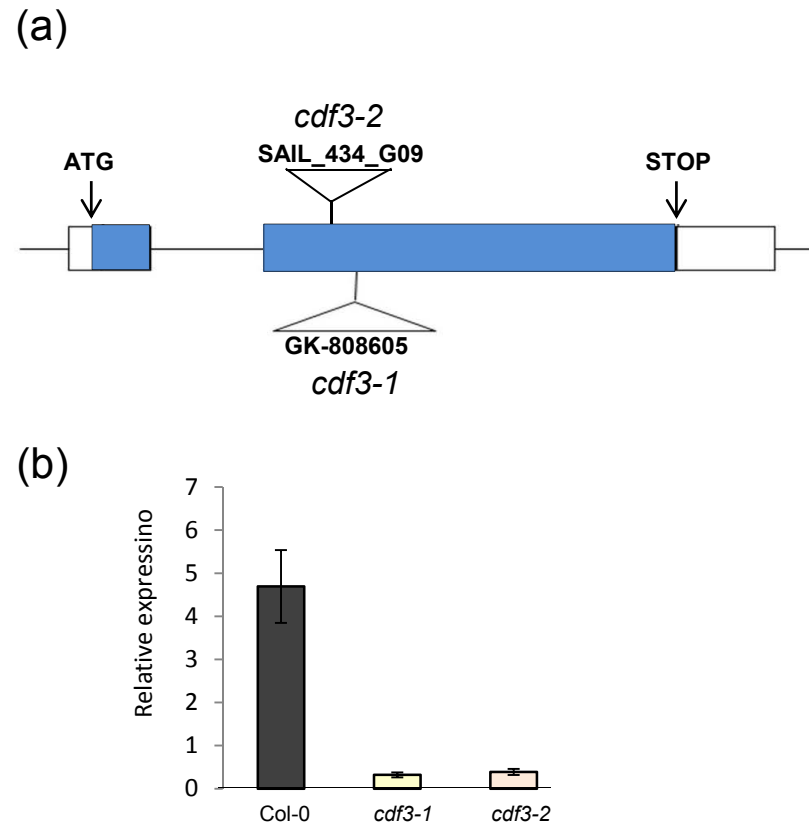 (a)
cdf3-2
SAIL_434_G09
ATG
STOP
GK-808605
cdf3-1
(b)
Relative expressino
7
6
5
4
3
2
1
0
Col-0 cdf3-1 cdf3-2